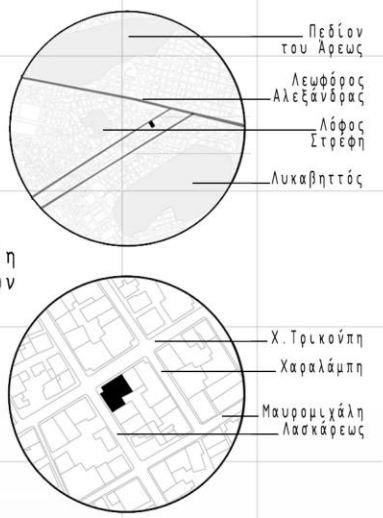 Πεδίον
του Άρεως
Λεωφόρος
Αλεξάνδρας
Λόφος
Στρέφη
Λυκαβηττός
η
ν
Χ.Τρικούπη
Χαραλάμπη
Μαυρομιχάλη
Λασκάρεως